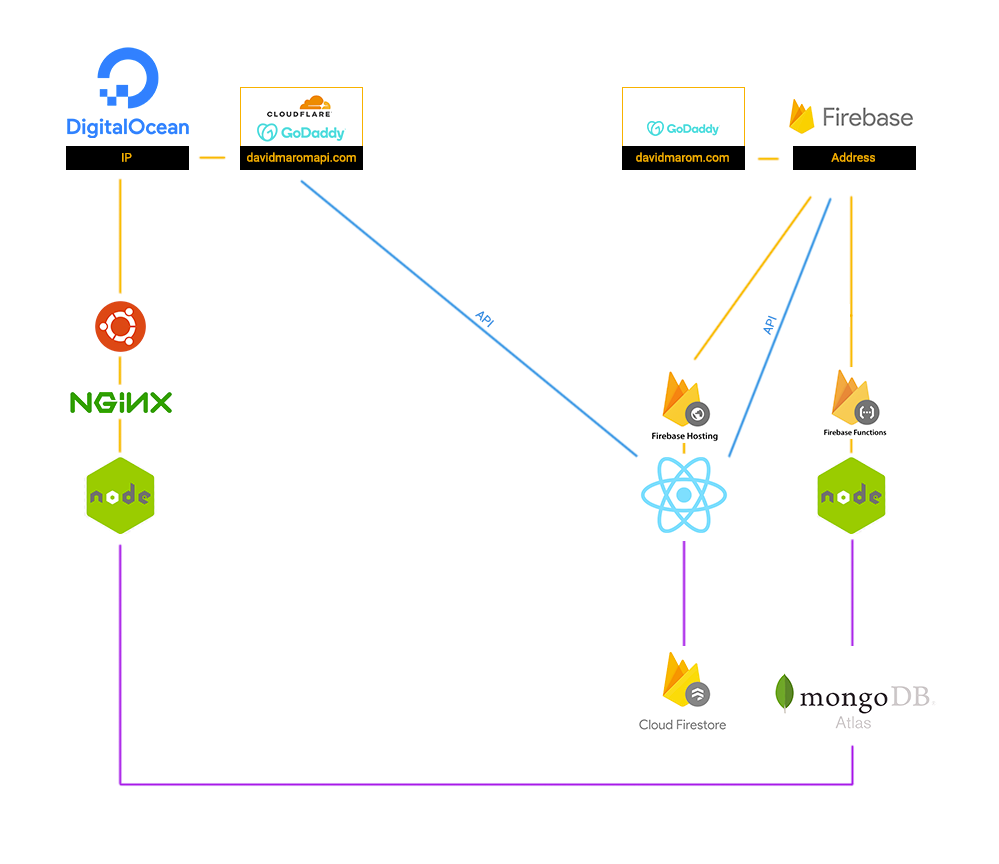 DigitalOcean
IP
CLOUDFLARE
GoDaddy
davidmaromapi.com
GoDaddy
davidmarom.com
Firebase
Address
API
API
NGiNX
Firebase Hosting
Firebase Functions
node
node
Cloud Firestore
mongoDB
Atlas